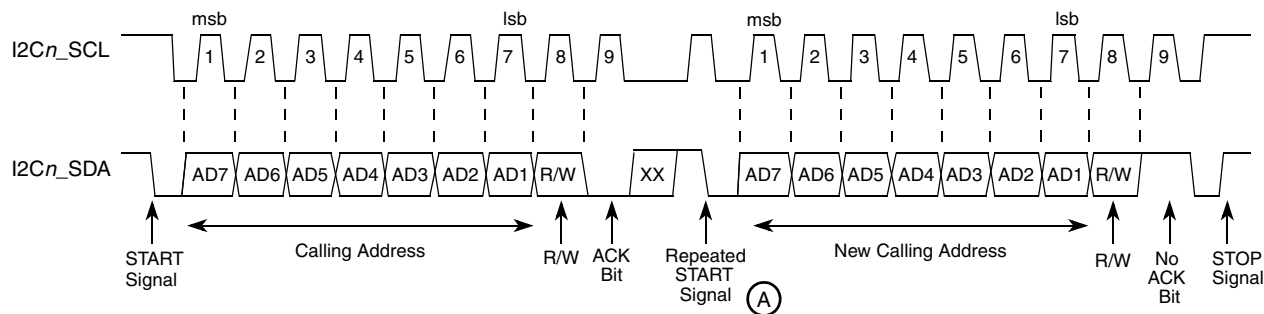 msb lsb msb lsb
I2Cn_SCL 1 2 3 4 5 6 7 8 9 1 2 3 4 5 6 7 8 9
I2Cn_SDA AD7 AD6 AD5 AD4 AD3 AD2 AD1 R/W XX AD7 AD6 AD5 AD4 AD3 AD2 AD1 R/W
START
Signal
Calling Address
R/W
ACK
Bit
Repeated
START
Signal
A
New Calling Address
R/W
No
ACK
Bit
STOP
Signal